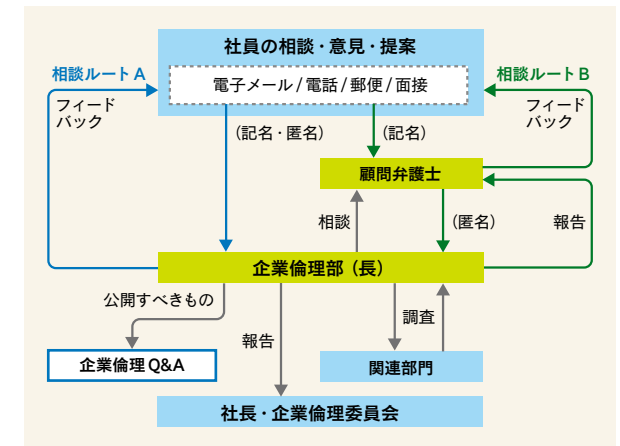 社員の相談・意見・提案
相談ルートA
電子メール/電話/郵便/面接
相談ルートB
フィード
バック
フィード
バック
(記名・匿名)
(記名)
顧問弁護士
相談
(匿名)
報告
企業倫理部(長)
公開すべきもの
報告
調査
企業倫理Q&A
関連部門
社長・企業倫理委員会